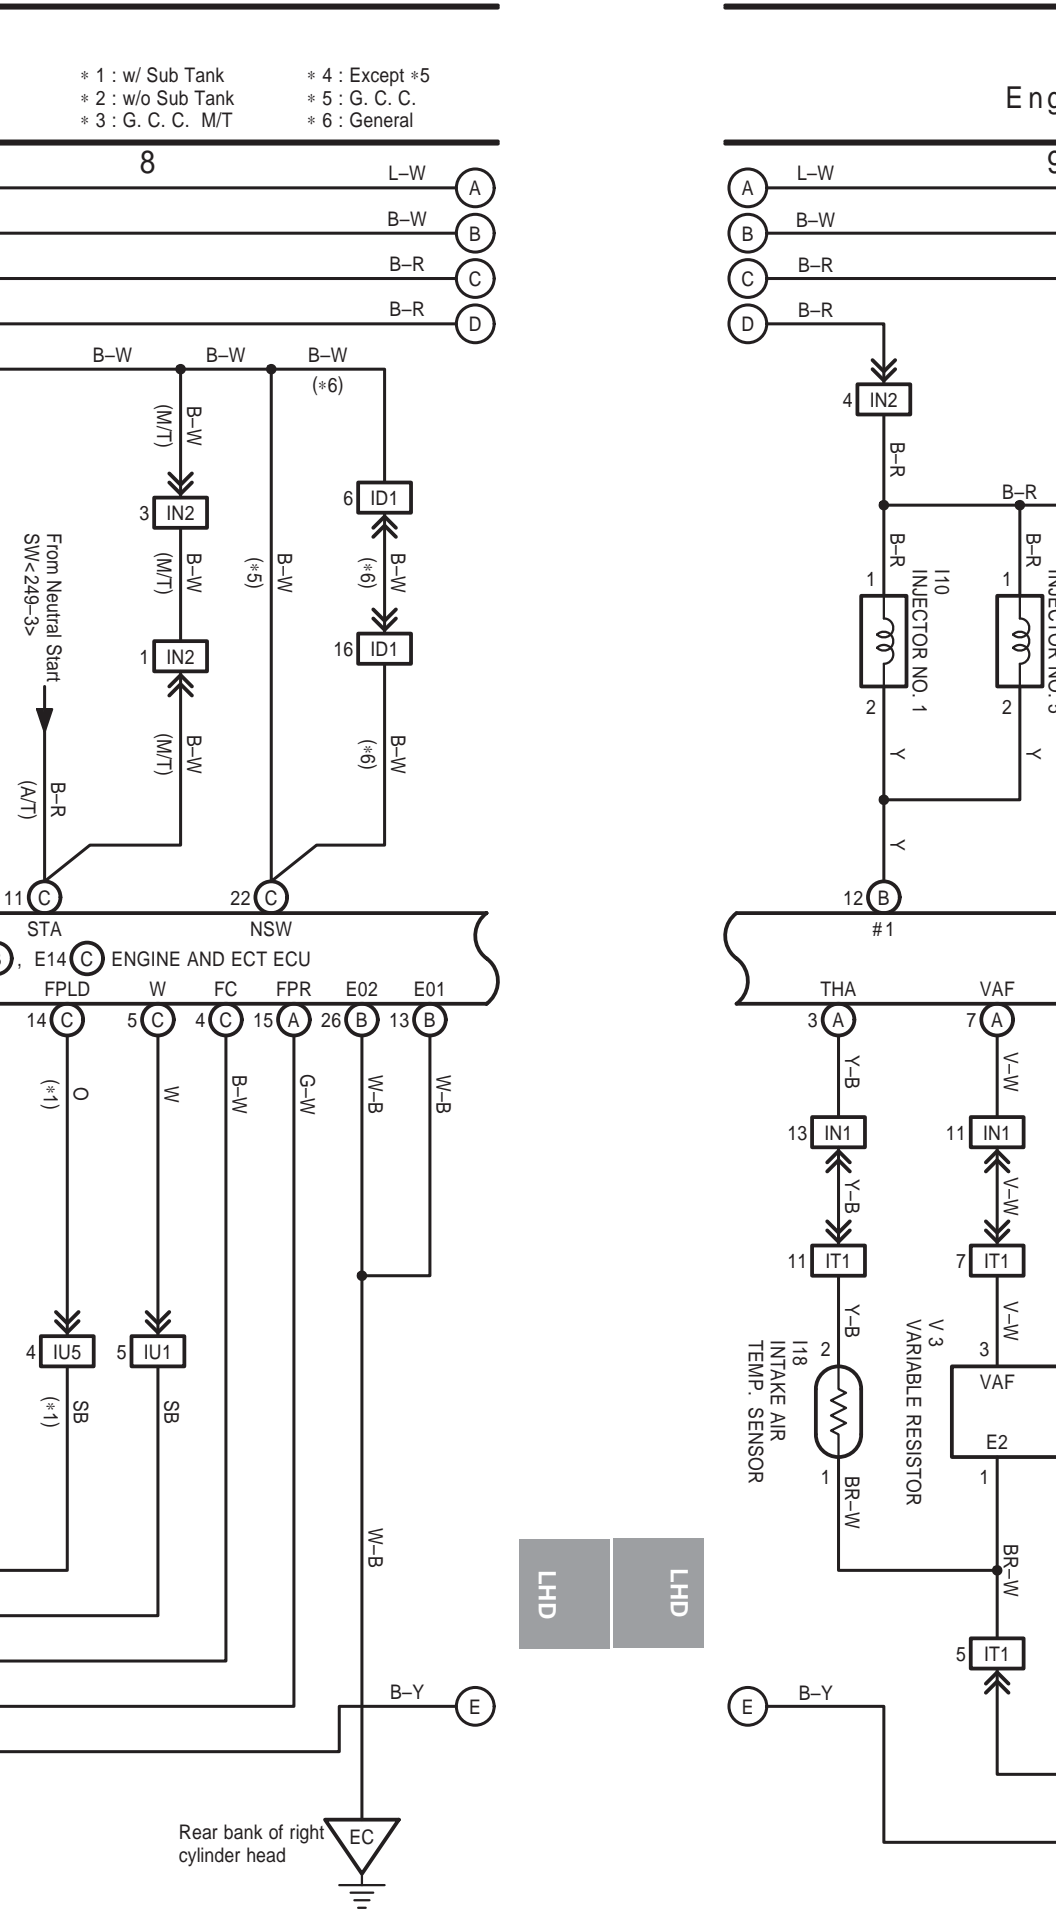 ∗ 1 : w/ Sub Tank
∗ 2 : w/o Sub Tank
∗ 3 : G. C. C. M/T
∗ 4 : Except ∗5
∗ 5 : G. C. C.
∗ 6 : General
8
L–W
A
B–W
B
B–R
C
B–R
D
B–W
B–W
B–W
(∗6)
B–W
(M/T)
3 IN2
B–W
(M/T)
1 IN2
B–W
(M/T)
B–W
(∗5)
6 ID1
B–W
(∗6)
16 ID1
B–W
(∗6)
From Neutral Start
SW<249–3>
B–R
(A/T)
11 C
22 C
STA
NSW
, E14 C ENGINE AND ECT ECU
FPLD
W
FC
FPR
E02
E01
14 C
5 C
4 C
15 A
26 B
13 B
O
(∗1)
W
B–W
G–W
W–B
W–B
4 IU5
5 IU1
SB
(∗1)
SB
W–B
B–Y
E
Rear bank of right
cylinder head
EC
LHD
LHD
Eng
9
A
L–W
B
B–W
C
B–R
D
B–R
4 IN2
B–R
B–R
B–R
B–R
1
I10
INJECTOR NO. 1
2
1
INJECTOR NO. 5
2
Y
Y
Y
12 B
#1
THA
VAF
3 A
7 A
Y–B
V–W
13 IN1
11 IN1
Y–B
V–W
11 IT1
7 IT1
Y–B
V–W
2
I18
INTAKE AIR
TEMP. SENSOR
1
V 3
VARIABLE RESISTOR
3
VAF
E2
1
BR–W
BR–W
5 IT1
E
B–Y